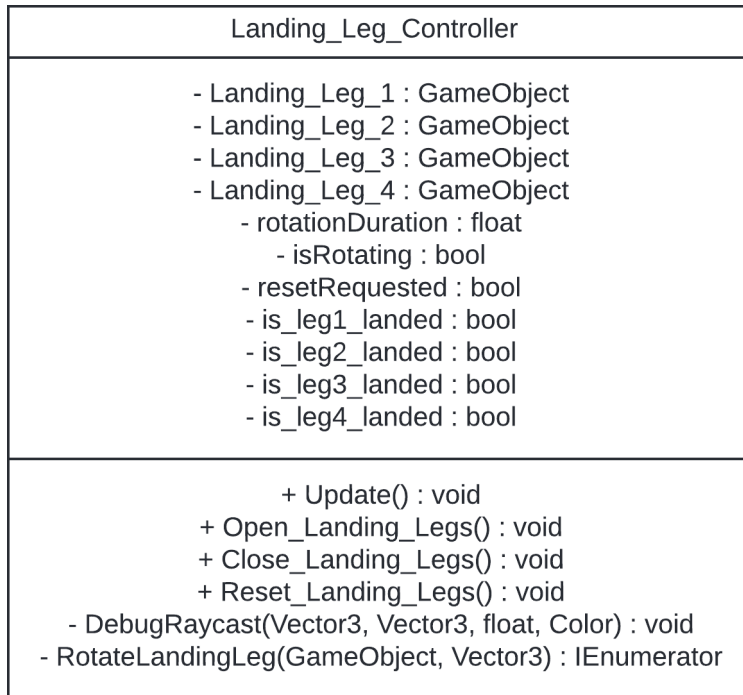 Landing_Leg_Controller
- Landing_Leg_1 : GameObject
- Landing_Leg_2 : GameObject
- Landing_Leg_3 : GameObject
- Landing_Leg_4 : GameObject
- rotationDuration : float
- isRotating : bool
- resetRequested : bool
- is_leg1_landed : bool
- is_leg2_landed : bool
- is_leg3_landed : bool
- is_leg4_landed : bool
+ Update() : void
+ Open_Landing_Legs() : void
+ Close_Landing_Legs() : void
+ Reset_Landing_Legs() : void
- DebugRaycast(Vector3, Vector3, float, Color) : void
- RotateLandingLeg(GameObject, Vector3) : IEnumerator